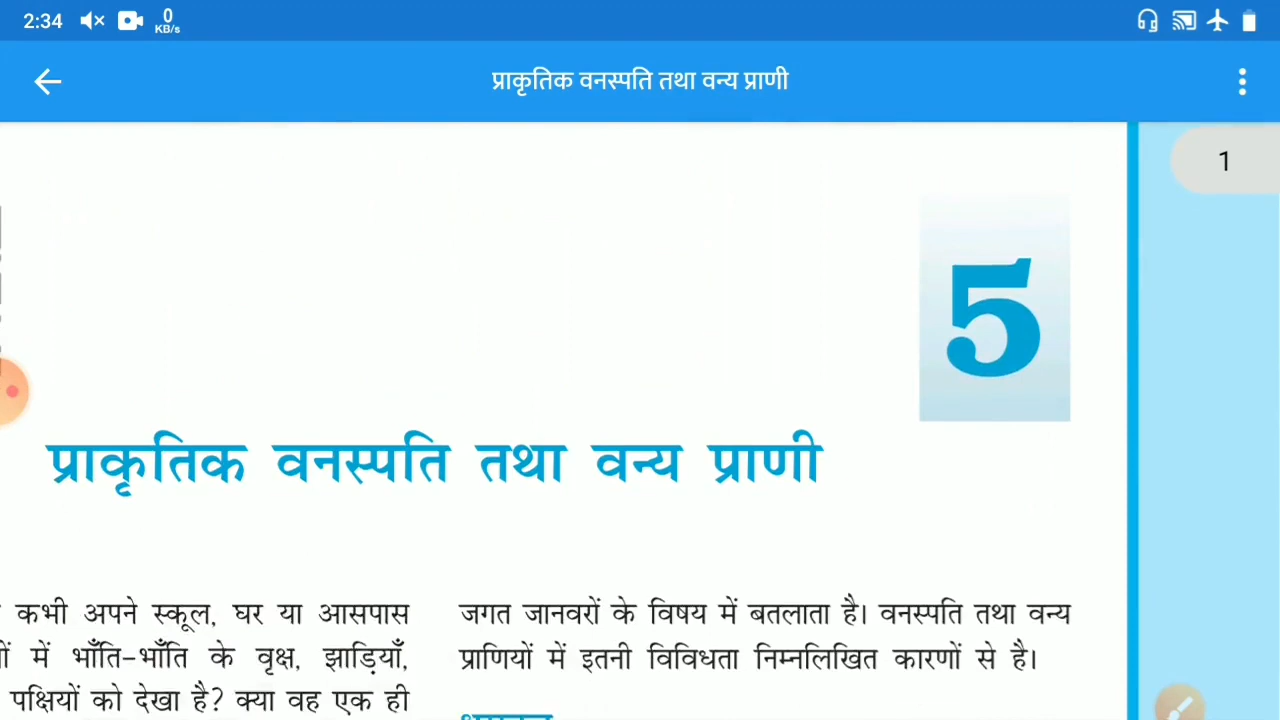 2:34
0
KB/s
प्राकृतिक वनस्पति तथा वन्य प्राणी
1
5
प्राकृतिक वनस्पति तथा वन्य प्राणी
कभी अपने स्कूल, घर या आसपास
में भाँति-भाँति के वृक्ष, झाड़ियाँ,
पक्षियों को देखा है? क्या वह एक ही
जगत जानवरों के विषय में बतलाता है। वनस्पति तथा वन्य
प्राणियों में इतनी विविधता निम्नलिखित कारणों से है।